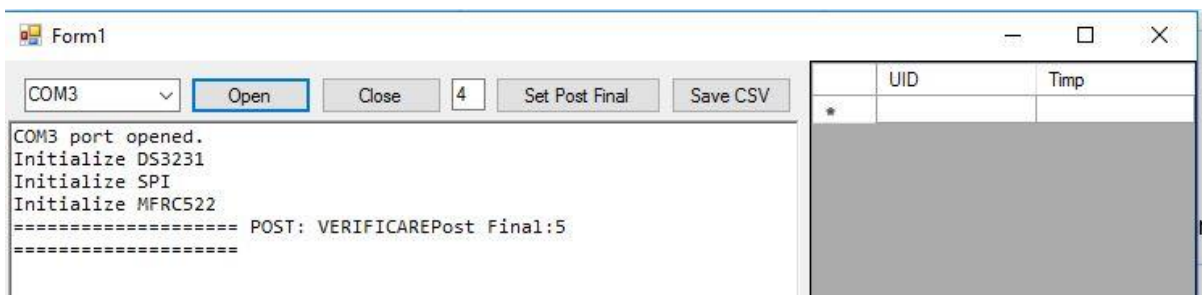 Form1
COM3 Open Close 4 Set Post Final Save CSV
UID Timp
COM3 port opened.
Initialize DS3231
Initialize SPI
Initialize MFRC522
==================== POST: VERIFICAREPost Final:5
====================